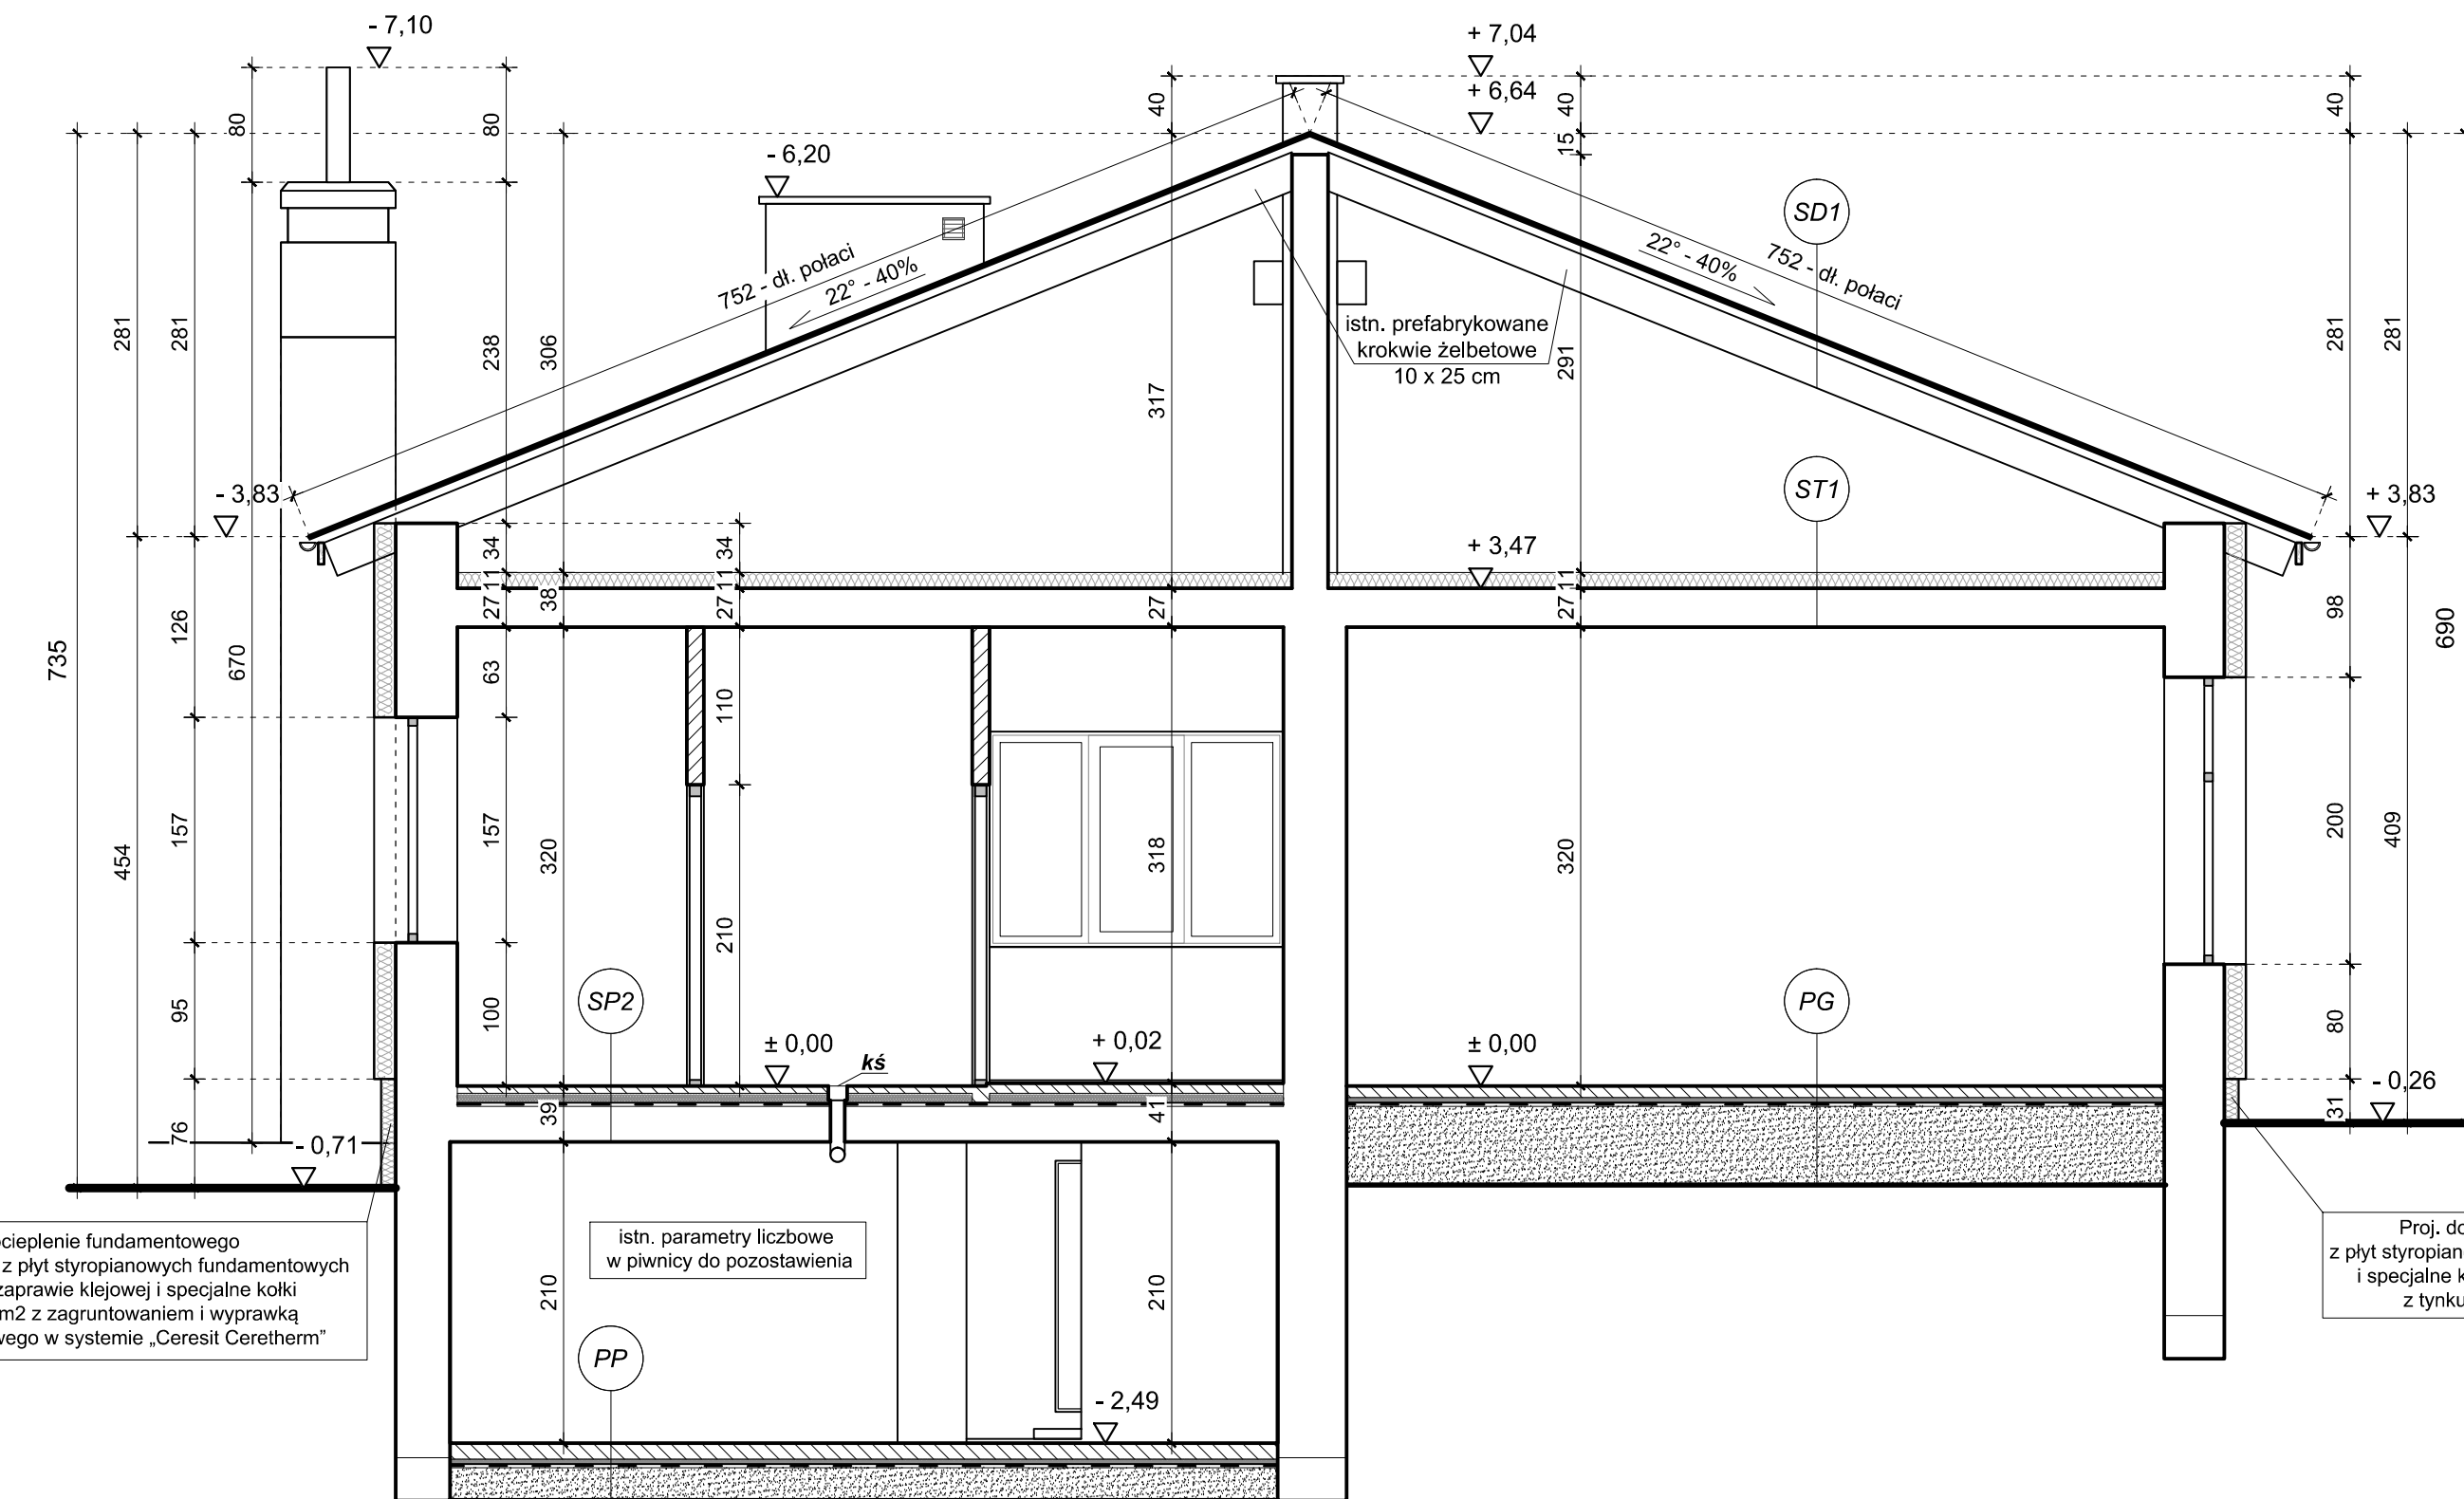 - 7,10
+ 7,04
+ 6,64
- 6,20
80
80
40
40
15
40
SD1
752 - dł. połaci
22° - 40%
22° - 40%
752 - dł. połaci
281
281
238
306
317
istn. prefabrykowane
krokwie żelbetowe
10 x 25 cm
291
281
281
ST1
- 3,83
+ 3,83
+ 3,47
34
34
11
11
11
27
38
27
27
27
98
735
126
670
63
110
690
454
157
157
320
210
318
320
200
409
95
100
SP2
PG
80
± 0,00
kś
+ 0,02
± 0,00
- 0,26
76
39
41
31
- 0,71
ocieplenie fundamentowego
z płyt styropianowych fundamentowych
zaprawie klejowej i specjalne kołki
m2 z zagruntowaniem i wyprawką
wego w systemie „Ceresit Ceretherm”
istn. parametry liczbowe
w piwnicy do pozostawienia
210
210
PP
- 2,49
Proj. do
z płyt styropian
i specjalne k
z tynku